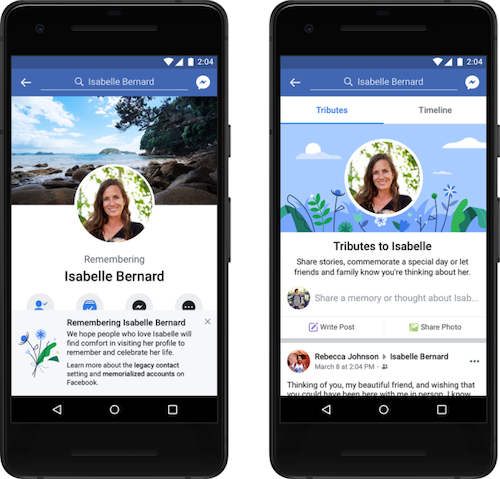 2:04
Isabelle Bernard
Remembering
Isabelle Bernard
Remembering Isabelle Bernard
We hope people who love Isabelle will
find comfort in visiting her profile to
remember and celebrate her life.
Learn more about the legacy contact
setting and memorialized accounts on
Facebook.
2:04
Isabelle Bernard
Tributes
Timeline
Tributes to Isabelle
Share stories, commemorate a special day or let
friends and family know you're thinking about her.
Share a memory or thought about Isab...
Write Post
Share Photo
Rebecca Johnson Isabelle Bernard
March 8 at 2:04 PM ·
Thinking of you, my beautiful friend, and wishing that
you could have been here with me in person. I know